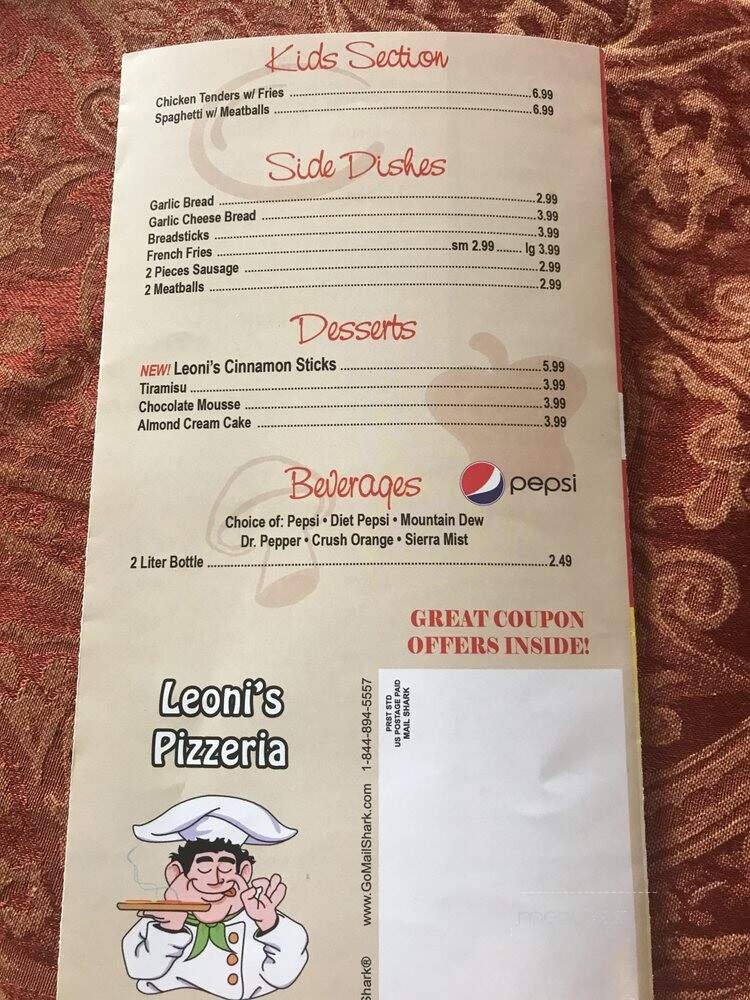 Kids Section
Chicken Tenders w/ Fries ........ 6.99
Spaghetti w/ Meatballs ........ 6.99
Side Dishes
Garlic Bread ........ 2.99
Garlic Cheese Bread ........ 3.99
Breadsticks ........ 3.99
French Fries ........ sm 2.99 ........ lg 3.99
2 Pieces Sausage ........ 2.99
2 Meatballs ........ 2.99
Desserts
NEW! Leoni's Cinnamon Sticks ........ 5.99
Tiramisu ........ 3.99
Chocolate Mousse ........ 3.99
Almond Cream Cake ........ 3.99
Beverages
pepsi
Choice of: Pepsi • Diet Pepsi • Mountain Dew
Dr. Pepper • Crush Orange • Sierra Mist
2 Liter Bottle ........ 2.49
GREAT COUPON
OFFERS INSIDE!
Leoni's
Pizzeria
Shark® www.GoMailShark.com 1-844-894-5557
PRST STD
US POSTAGE PAID
MAIL SHARK